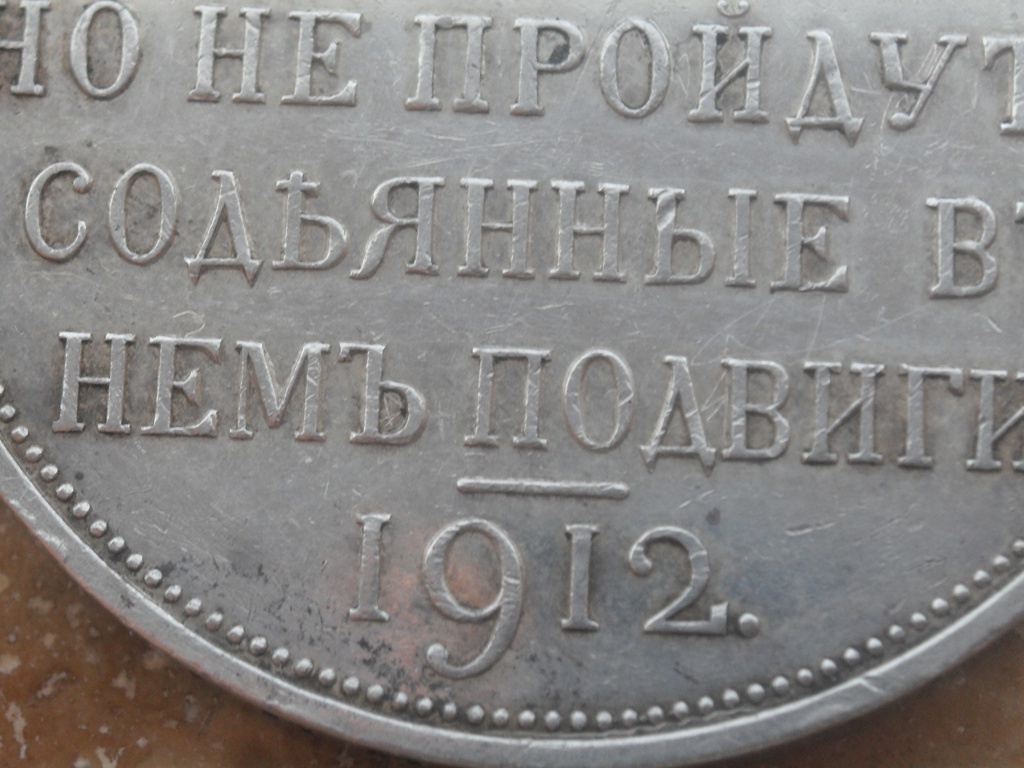 НО НЕ ПРОЙДУТ
СОДѢЯННЫЕ В
НЕМЪ ПОДВИГИ
1912.